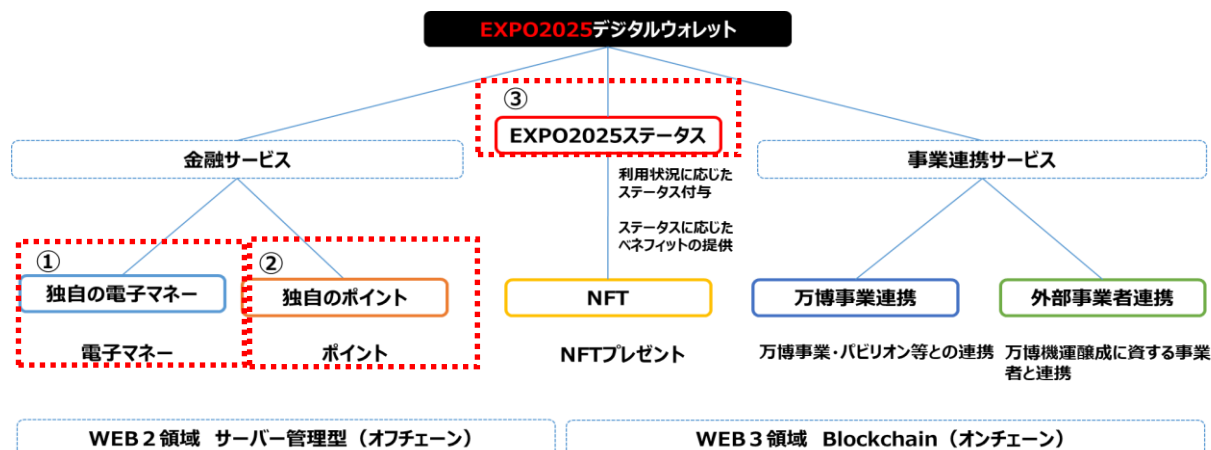 EXPO2025デジタルウォレット
③
EXPO2025ステータス
金融サービス
事業連携サービス
利用状況に応じた
ステータス付与
ステータスに応じた
ベネフィットの提供
①
②
独自の電子マネー
独自のポイント
NFT
万博事業連携
外部事業者連携
電子マネー
ポイント
NFTプレゼント
万博事業・パビリオン等との連携
万博機運醸成に資する事業
者と連携
WEB2領域 サーバー管理型（オフチェーン）
WEB3領域 Blockchain（オンチェーン）